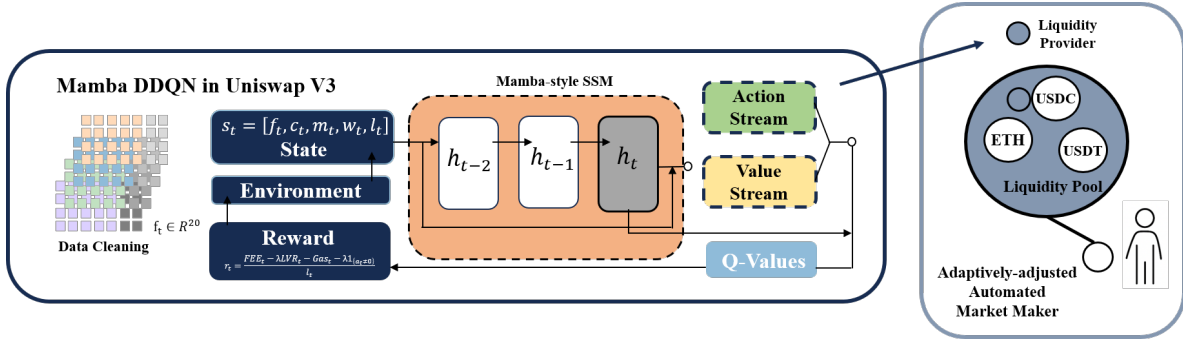 Mamba DDQN in Uniswap V3
f_t ∈ R^20
Data Cleaning
s_t = [f_t, c_t, m_t, w_t, l_t]
State
Environment
Reward
r_t = (FEE_t − λLVR_t − Gas_t − λ1_{a_t≠0}) / l_t
Mamba-style SSM
h_{t−2}
h_{t−1}
h_t
Action
Stream
Value
Stream
Q-Values
Liquidity
Provider
USDC
ETH
USDT
Liquidity Pool
Adaptively-adjusted
Automated
Market Maker